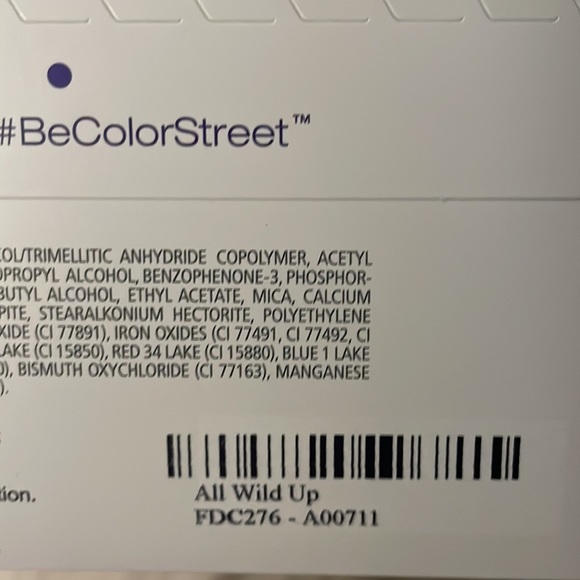 #BeColorStreet™
OL/TRIMELLITIC ANHYDRIDE COPOLYMER, ACETYL
OPROPYL ALCOHOL, BENZOPHENONE-3, PHOSPHOR-
BUTYL ALCOHOL, ETHYL ACETATE, MICA, CALCIUM
PITE, STEARALKONIUM HECTORITE, POLYETHYLENE
XIDE (CI 77891), IRON OXIDES (CI 77491, CI 77492, CI
LAKE (CI 15850), RED 34 LAKE (CI 15880), BLUE 1 LAKE
), BISMUTH OXYCHLORIDE (CI 77163), MANGANESE
).
tion.
All Wild Up
FDC276 - A00711